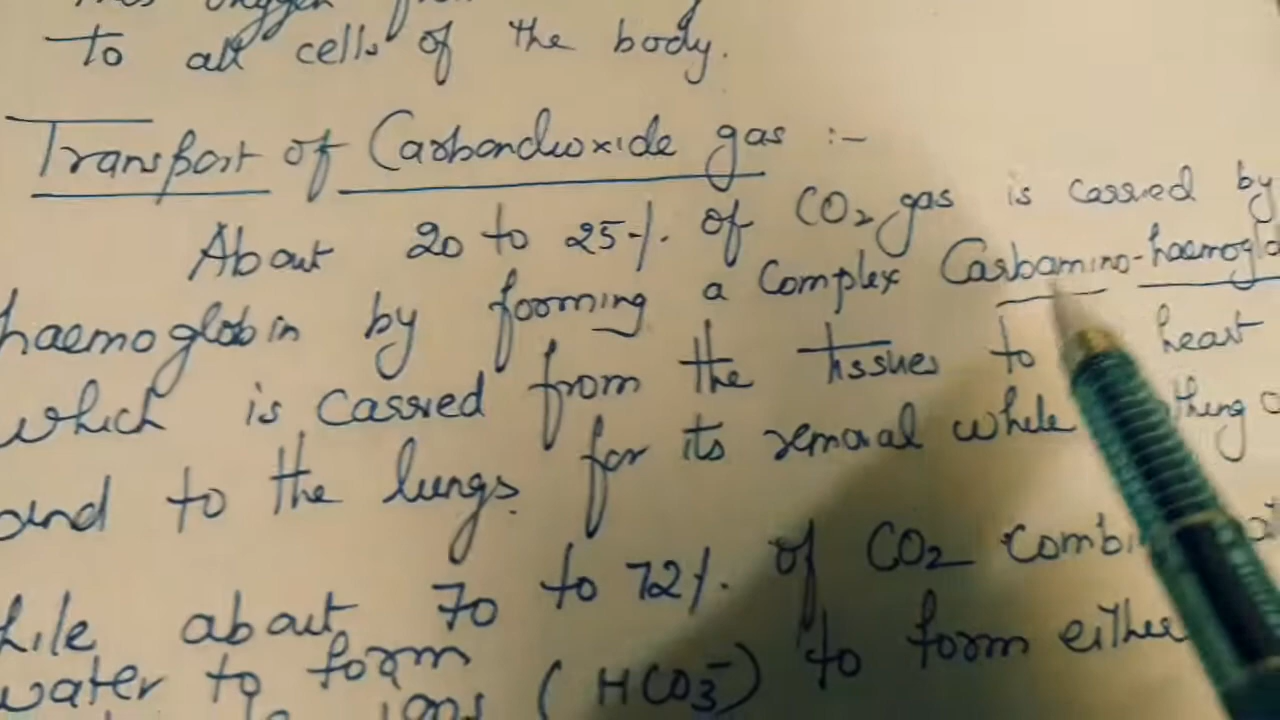 oxygen
to all cells of the body.
Transport of Carbondioxide gas :-
About 20 to 25%. of CO2 gas is carried by
haemoglobin by forming a Complex Carbamino-haemoglo
which is carried from the tissues to heart
and to the lungs for its removal while
while about 70 to 72%. of CO2 combi
water to form ions (HCO3-) to form either